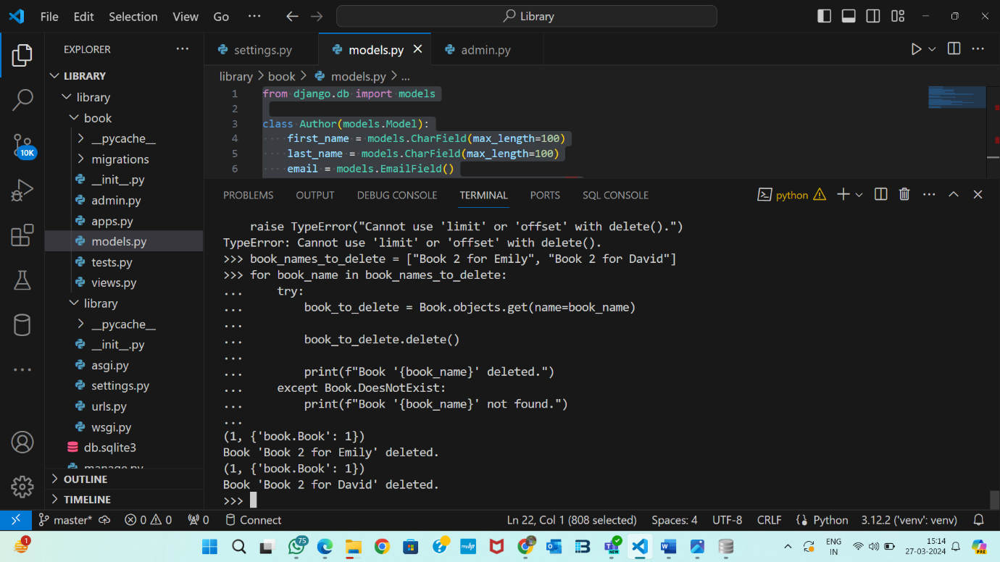 File Edit Selection View Go ... Library
EXPLORER ...
settings.py models.py admin.py
LIBRARY
library
book
__pycache__
migrations
__init__.py
admin.py
apps.py
models.py
tests.py
views.py
library
__pycache__
__init__.py
asgi.py
settings.py
urls.py
wsgi.py
db.sqlite3
manage.py
OUTLINE
TIMELINE
10K
library > book > models.py > ...
1 from django.db import models
2
3 class Author(models.Model):
4 first_name = models.CharField(max_length=100)
5 last_name = models.CharField(max_length=100)
6 email = models.EmailField()
PROBLEMS OUTPUT DEBUG CONSOLE TERMINAL PORTS SQL CONSOLE python
    raise TypeError("Cannot use 'limit' or 'offset' with delete().")
TypeError: Cannot use 'limit' or 'offset' with delete().
>>> book_names_to_delete = ["Book 2 for Emily", "Book 2 for David"]
>>> for book_name in book_names_to_delete:
...     try:
...         book_to_delete = Book.objects.get(name=book_name)
...
...         book_to_delete.delete()
...
...         print(f"Book '{book_name}' deleted.")
...     except Book.DoesNotExist:
...         print(f"Book '{book_name}' not found.")
...
(1, {'book.Book': 1})
Book 'Book 2 for Emily' deleted.
(1, {'book.Book': 1})
Book 'Book 2 for David' deleted.
>>>
master* 0 0 0 Connect Ln 22, Col 1 (808 selected) Spaces: 4 UTF-8 CRLF Python 3.12.2 ('venv': venv)
1 75 NEW ENG IN 15:14 27-03-2024 PRE